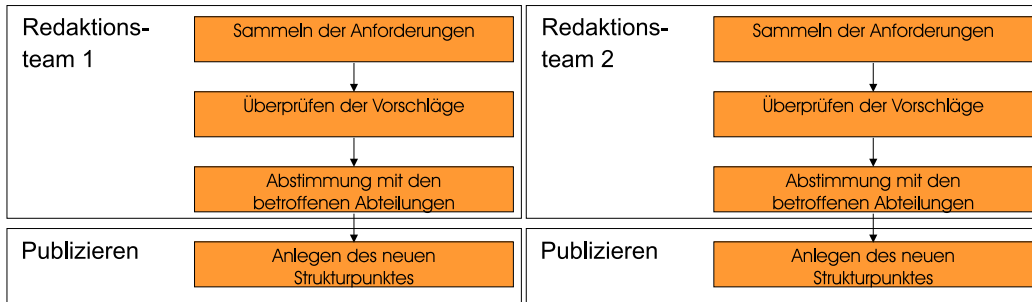 Redaktions-
team 1
Sammeln der Anforderungen
Überprüfen der Vorschläge
Abstimmung mit den
betroffenen Abteilungen
Publizieren
Anlegen des neuen
Strukturpunktes
Redaktions-
team 2
Sammeln der Anforderungen
Überprüfen der Vorschläge
Abstimmung mit den
betroffenen Abteilungen
Publizieren
Anlegen des neuen
Strukturpunktes